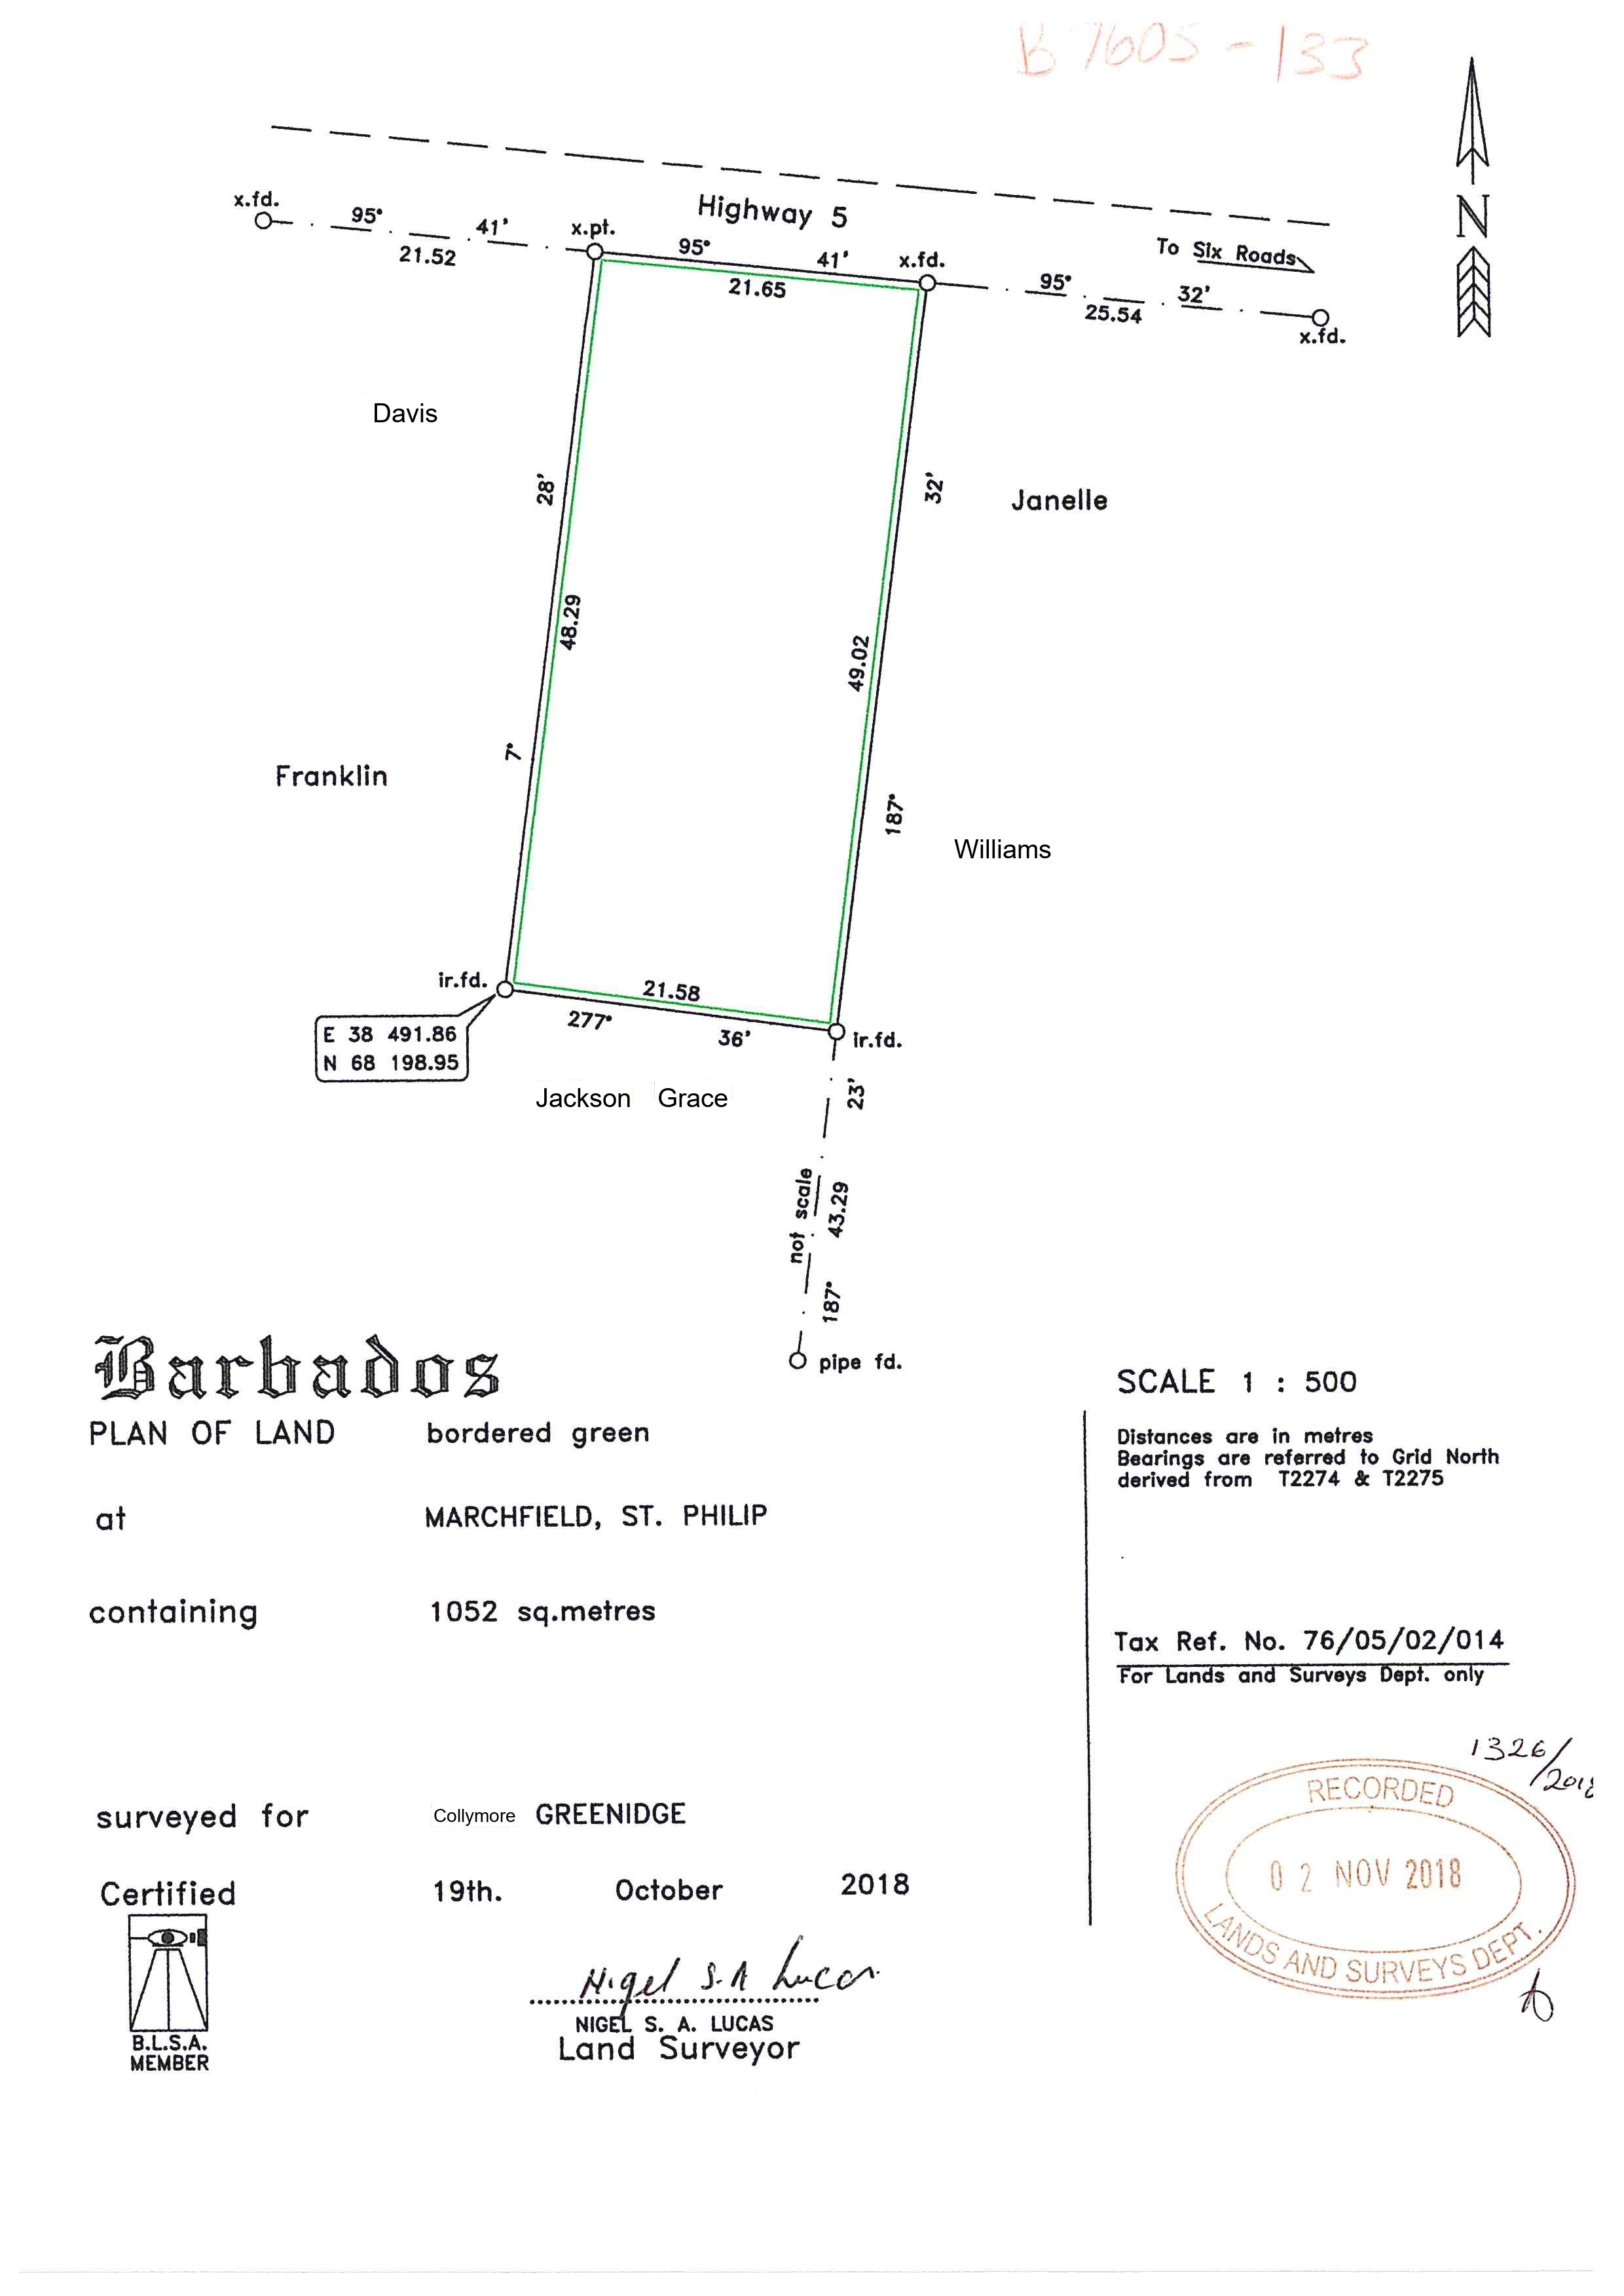 B 7605 - 133
N
Highway 5
To Six Roads
x.fd.
95° 41'
21.52
x.pt.
95° 41'
21.65
x.fd.
95° 32'
25.54
x.fd.
Davis
28'
32'
Janelle
48.29
49.02
7°
Franklin
187°
Williams
ir.fd.
21.58
277° 36'
ir.fd.
E 38 491.86
N 68 198.95
Jackson Grace
23'
not scale
43.29
187°
pipe fd.
Barbados
PLAN OF LAND bordered green
at MARCHFIELD, ST. PHILIP
containing 1052 sq.metres
surveyed for Collymore GREENIDGE
Certified 19th. October 2018
B.L.S.A.
MEMBER
Nigel S. A Lucas
NIGEL S. A. LUCAS
Land Surveyor
SCALE 1 : 500
Distances are in metres
Bearings are referred to Grid North
derived from T2274 & T2275
Tax Ref. No. 76/05/02/014
For Lands and Surveys Dept. only
1326/2018
RECORDED
02 NOV 2018
LANDS AND SURVEYS DEPT.